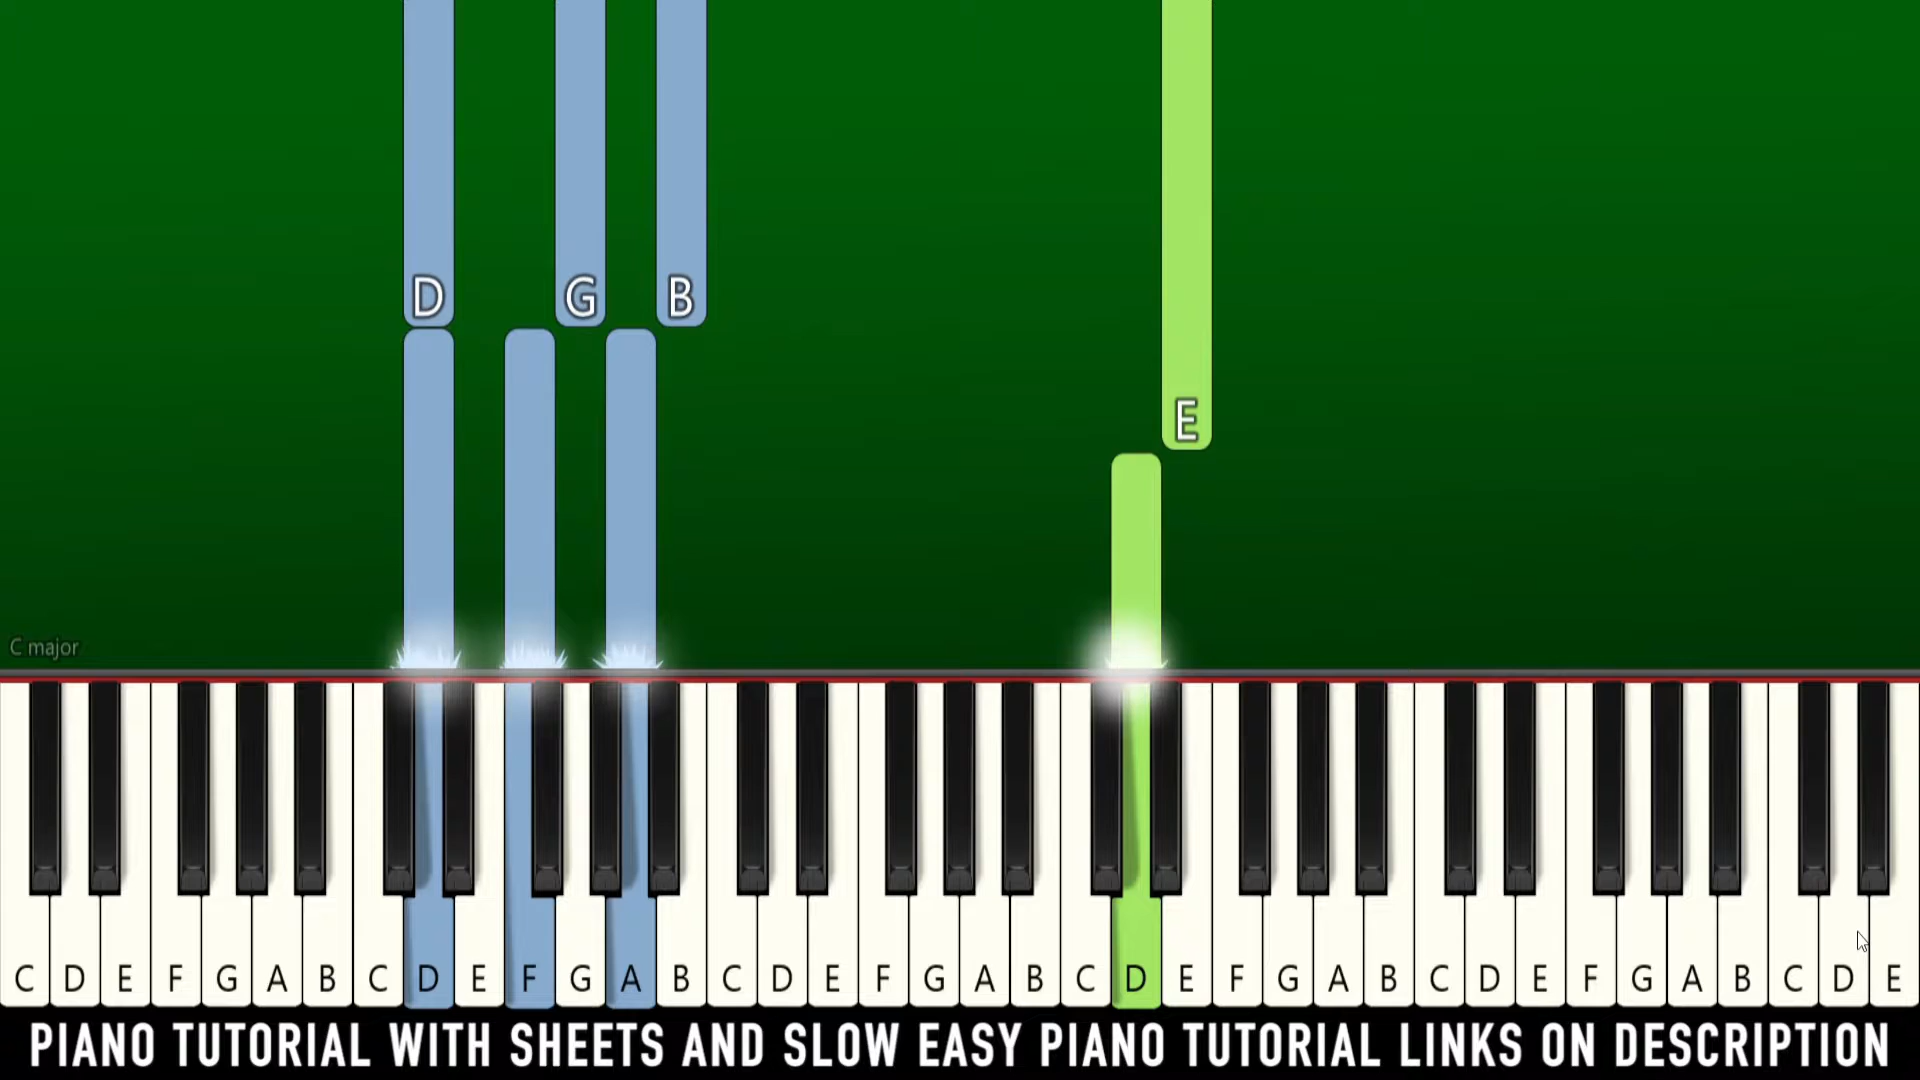 D G B
E
C major
C D E F G A B C D E F G A B C D E F G A B C D E F G A B C D E F G A B C D E
PIANO TUTORIAL WITH SHEETS AND SLOW EASY PIANO TUTORIAL LINKS ON DESCRIPTION